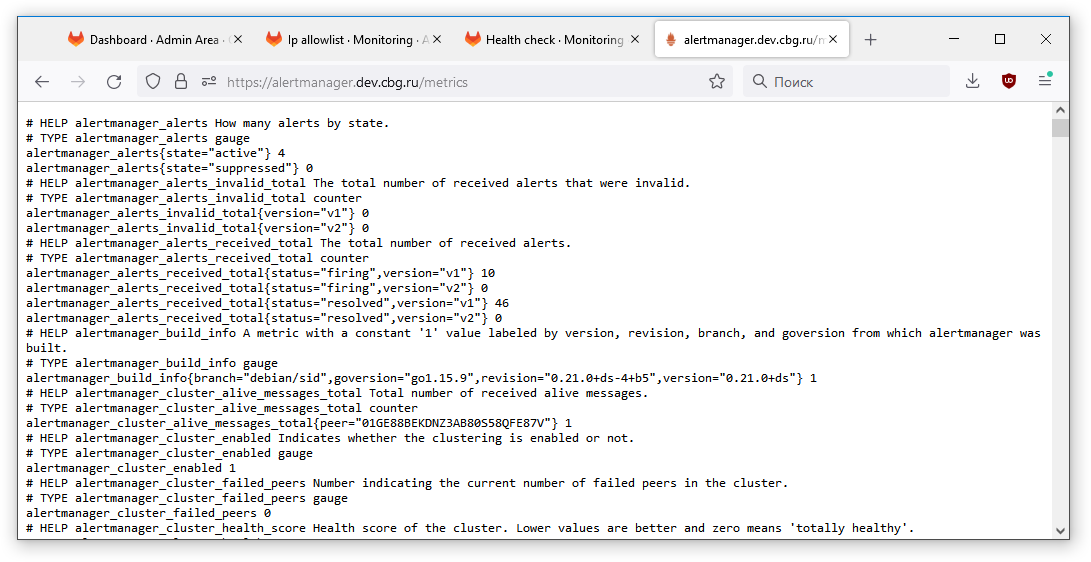 Dashboard · Admin Area ·
Ip allowlist · Monitoring ·
Health check · Monitoring
alertmanager.dev.cbg.ru/
https://alertmanager.dev.cbg.ru/metrics
Поиск
# HELP alertmanager_alerts How many alerts by state.
# TYPE alertmanager_alerts gauge
alertmanager_alerts{state="active"} 4
alertmanager_alerts{state="suppressed"} 0
# HELP alertmanager_alerts_invalid_total The total number of received alerts that were invalid.
# TYPE alertmanager_alerts_invalid_total counter
alertmanager_alerts_invalid_total{version="v1"} 0
alertmanager_alerts_invalid_total{version="v2"} 0
# HELP alertmanager_alerts_received_total The total number of received alerts.
# TYPE alertmanager_alerts_received_total counter
alertmanager_alerts_received_total{status="firing",version="v1"} 10
alertmanager_alerts_received_total{status="firing",version="v2"} 0
alertmanager_alerts_received_total{status="resolved",version="v1"} 46
alertmanager_alerts_received_total{status="resolved",version="v2"} 0
# HELP alertmanager_build_info A metric with a constant '1' value labeled by version, revision, branch, and goversion from which alertmanager was
built.
# TYPE alertmanager_build_info gauge
alertmanager_build_info{branch="debian/sid",goversion="go1.15.9",revision="0.21.0+ds-4+b5",version="0.21.0+ds"} 1
# HELP alertmanager_cluster_alive_messages_total Total number of received alive messages.
# TYPE alertmanager_cluster_alive_messages_total counter
alertmanager_cluster_alive_messages_total{peer="01GE88BEKDNZ3AB80S58QFE87V"} 1
# HELP alertmanager_cluster_enabled Indicates whether the clustering is enabled or not.
# TYPE alertmanager_cluster_enabled gauge
alertmanager_cluster_enabled 1
# HELP alertmanager_cluster_failed_peers Number indicating the current number of failed peers in the cluster.
# TYPE alertmanager_cluster_failed_peers gauge
alertmanager_cluster_failed_peers 0
# HELP alertmanager_cluster_health_score Health score of the cluster. Lower values are better and zero means 'totally healthy'.